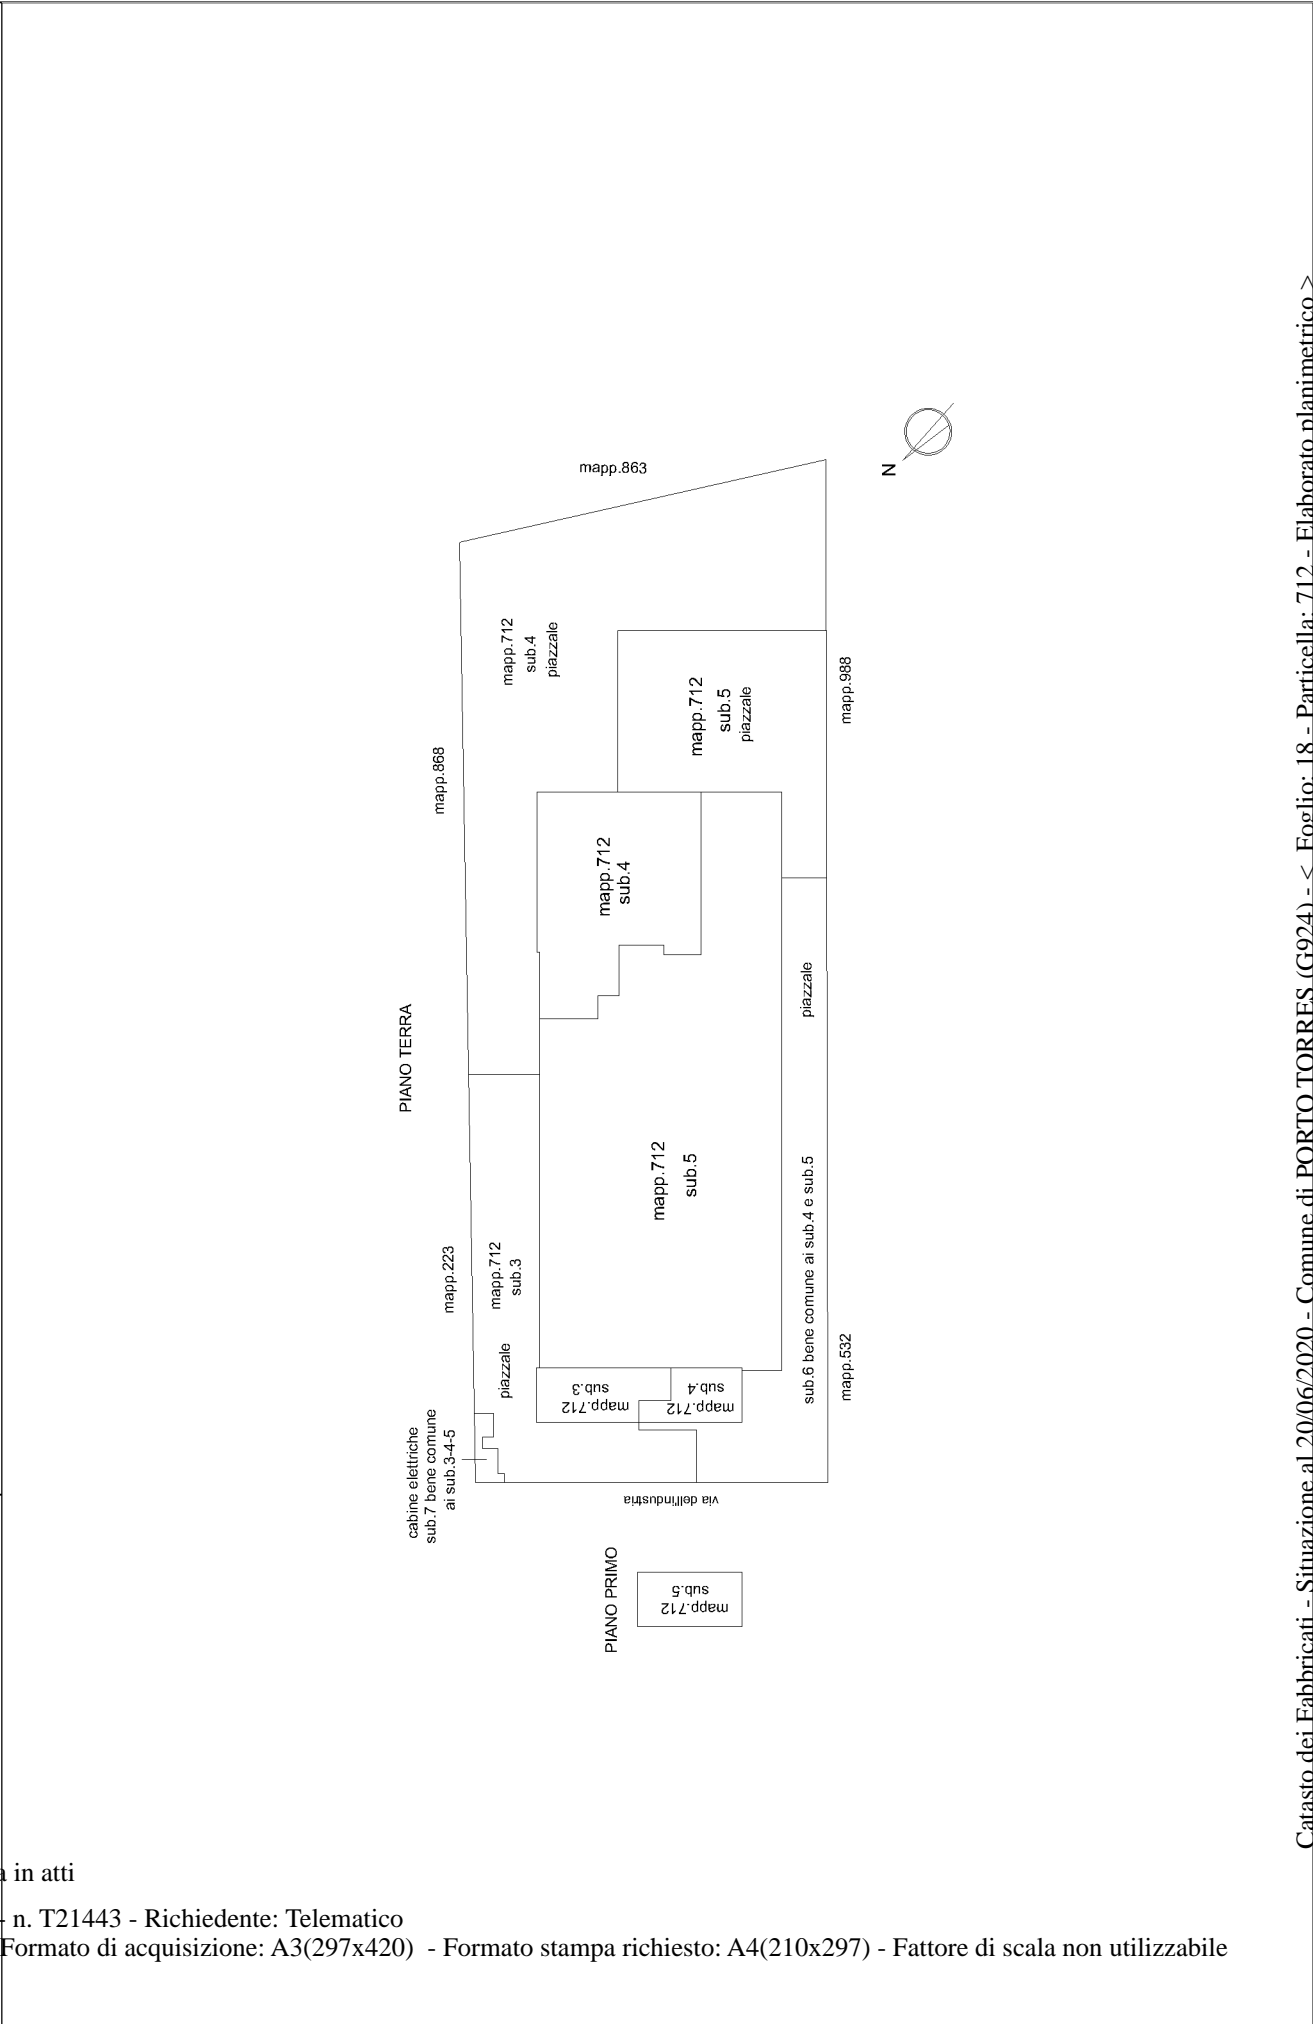 mapp.863
N
mapp.712
sub.4
piazzale
mapp.712
sub.5
piazzale
mapp.988
mapp.868
mapp.712
sub.4
piazzale
PIANO TERRA
mapp.712
sub.5
sub.6 bene comune ai sub.4 e sub.5
mapp.223
mapp.712
sub.3
piazzale
mapp.532
mapp.712
sub.3
mapp.712
sub.4
cabine elettriche
sub.7 bene comune
ai sub.3-4-5
via dell'industria
PIANO PRIMO
mapp.712
sub.5
Catasto dei Fabbricati - Situazione al 20/06/2020 - Comune di PORTO TORRES (G924) - < Foglio: 18 - Particella: 712 - Elaborato planimetrico >
a in atti
- n. T21443 - Richiedente: Telematico
Formato di acquisizione: A3(297x420) - Formato stampa richiesto: A4(210x297) - Fattore di scala non utilizzabile